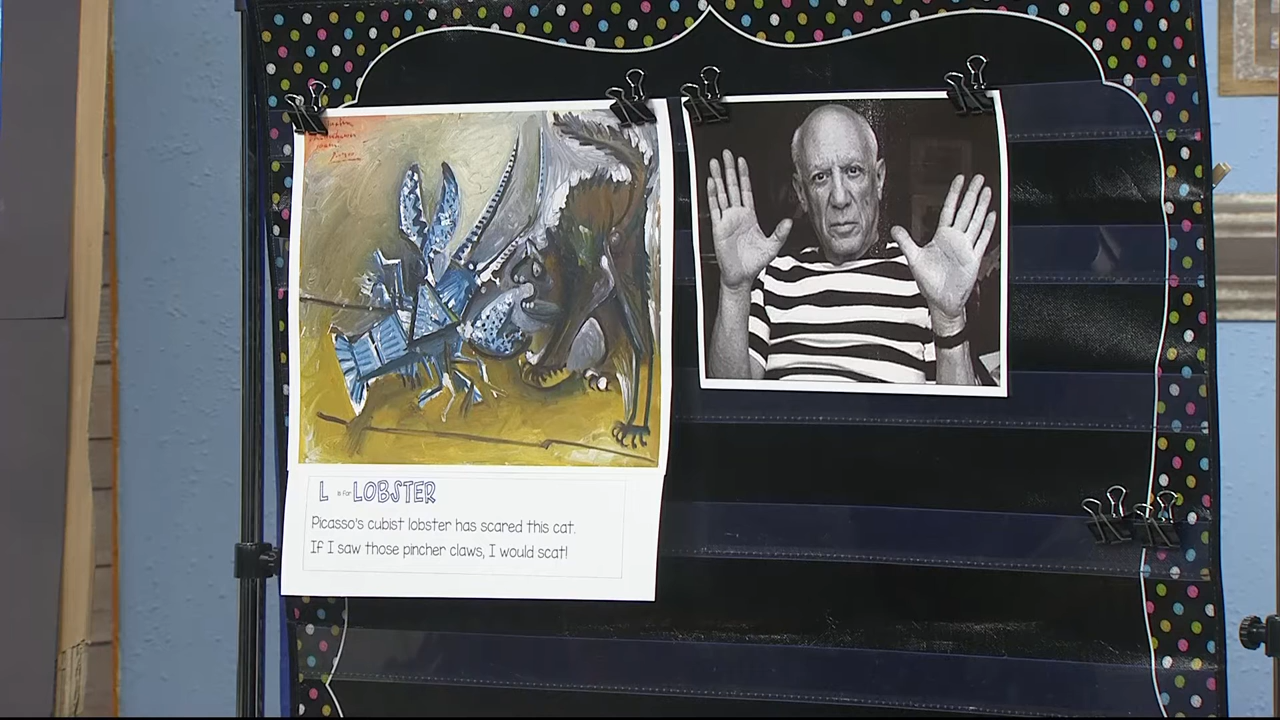 L is for LOBSTER
Picasso's cubist lobster has scared this cat.
If I saw those pincher claws, I would scat!